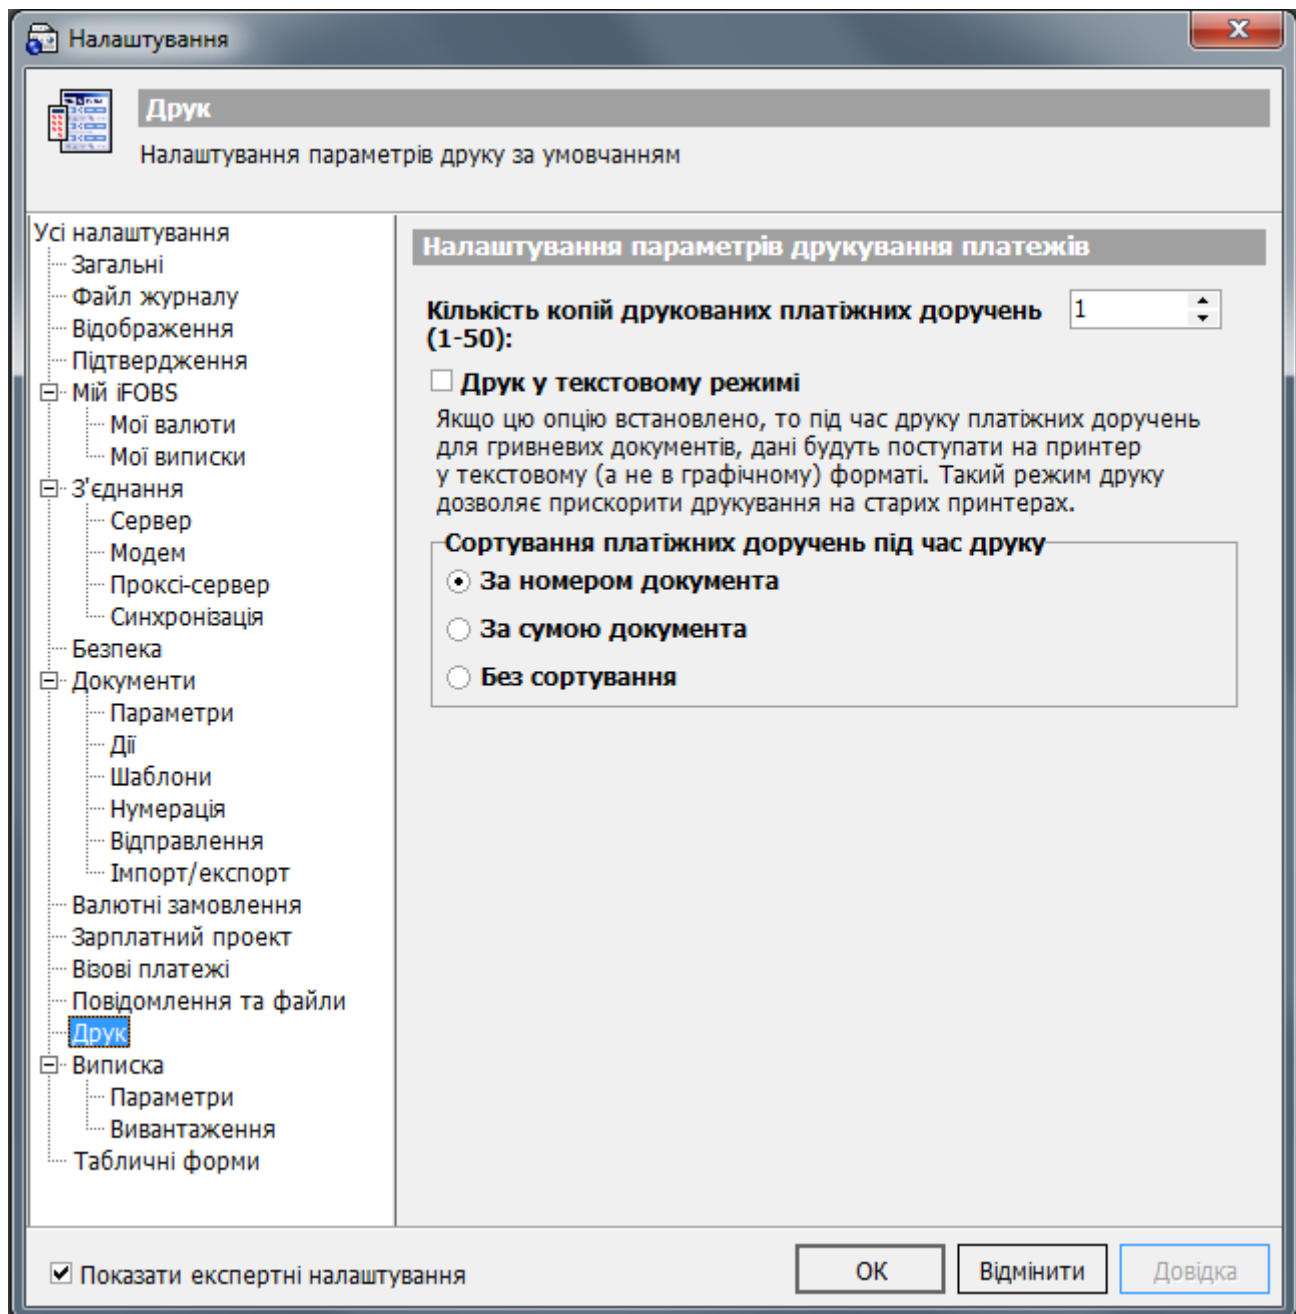 Налаштування
Друк
Налаштування параметрів друку за умовчанням
Усі налаштування
Загальні
Файл журналу
Відображення
Підтвердження
Мій iFOBS
Мої валюти
Мої виписки
З'єднання
Сервер
Модем
Проксі-сервер
Синхронізація
Безпека
Документи
Параметри
Дії
Шаблони
Нумерація
Відправлення
Імпорт/експорт
Валютні замовлення
Зарплатний проект
Візові платежі
Повідомлення та файли
Друк
Виписка
Параметри
Вивантаження
Табличні форми
Налаштування параметрів друкування платежів
Кількість копій друкованих платіжних доручень 1
(1-50):
Друк у текстовому режимі
Якщо цю опцію встановлено, то під час друку платіжних доручень
для гривневих документів, дані будуть поступати на принтер
у текстовому (а не в графічному) форматі. Такий режим друку
дозволяє прискорити друкування на старих принтерах.
Сортування платіжних доручень під час друку
За номером документа
За сумою документа
Без сортування
Показати експертні налаштування
ОК
Відмінити
Довідка